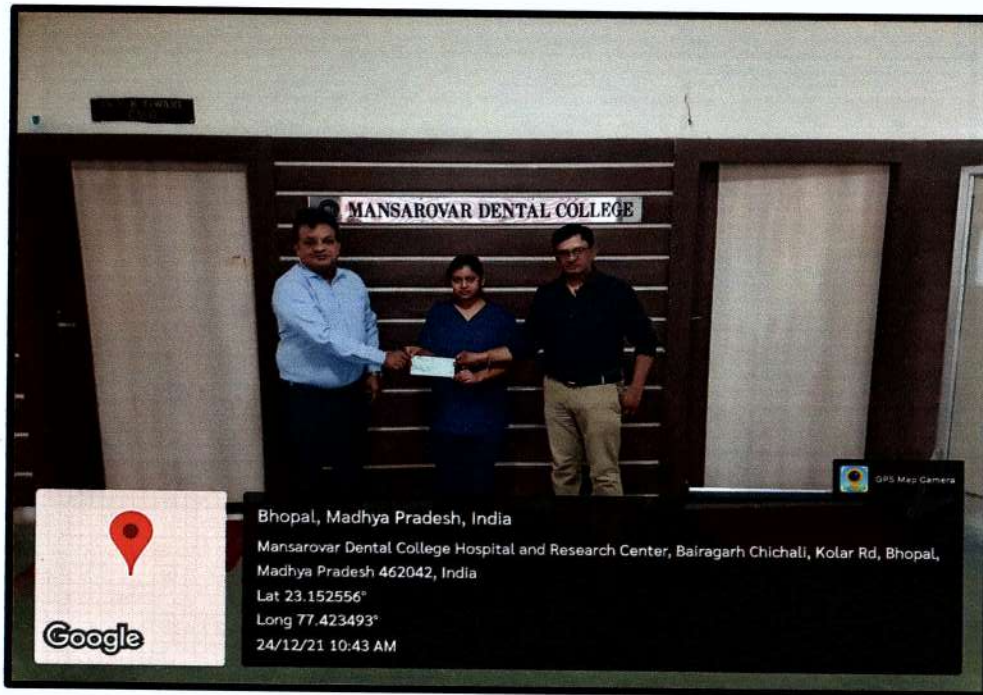 MANSAROVAR DENTAL COLLEGE
GPS Map Camera
Bhopal, Madhya Pradesh, India
Mansarovar Dental College Hospital and Research Center, Bairagarh Chichali, Kolar Rd, Bhopal,
Madhya Pradesh 462042, India
Lat 23.152556°
Long 77.423493°
24/12/21 10:43 AM
Google